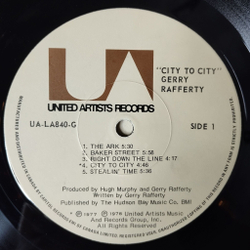 UA
"CITY TO CITY"
GERRY
RAFFERTY
UNITED ARTISTS RECORDS
UA-LA840-G
SIDE 1
1. THE ARK 5:30
2. BAKER STREET 5:58
3. RIGHT DOWN THE LINE 4:17
4. CITY TO CITY 4:46
5. STEALIN' TIME 5:36
Produced by Hugh Murphy and Gerry Rafferty
Written by Gerry Rafferty
Published by The Hudson Bay Music Co. BMI
℗ 1977 © 1978 United Artists Music
and Records Group, Inc.
All Rights Reserved.